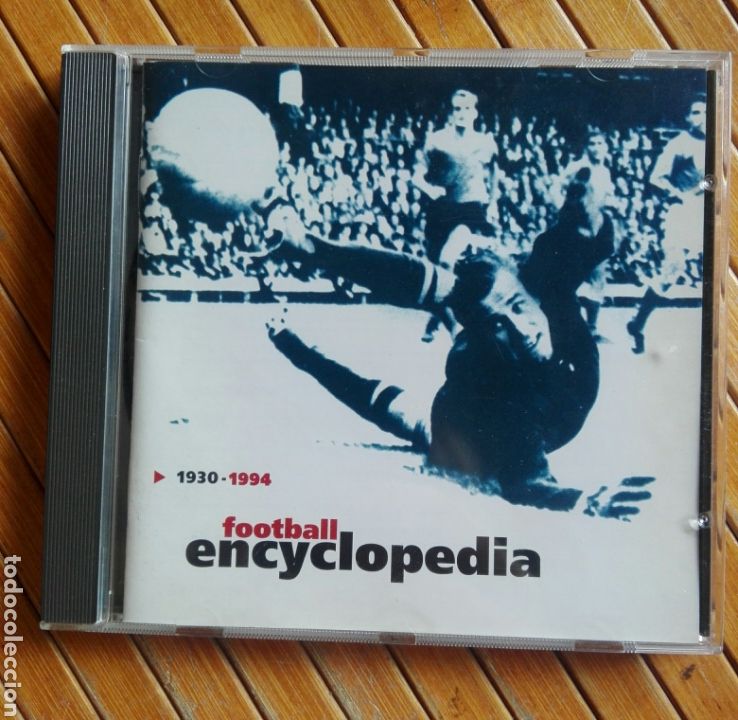 1930-1994
football
encyclopedia
todocoleccion